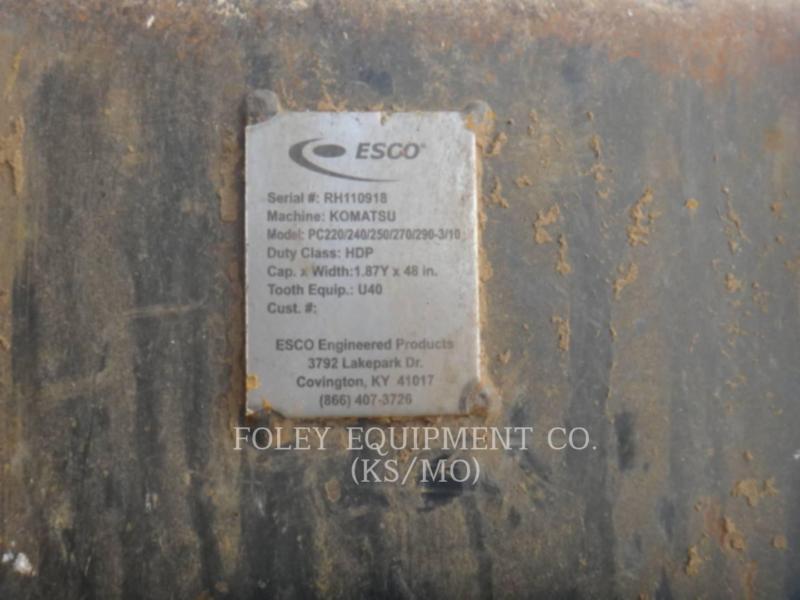 ESCO®
Serial #: RH110918
Machine: KOMATSU
Model: PC220/240/250/270/290-3/10
Duty Class: HDP
Cap. x Width:1.87Y x 48 in.
Tooth Equip.: U40
Cust. #:
ESCO Engineered Products
3792 Lakepark Dr.
Covington, KY 41017
(866) 407-3726
FOLEY EQUIPMENT CO.
(KS/MO)